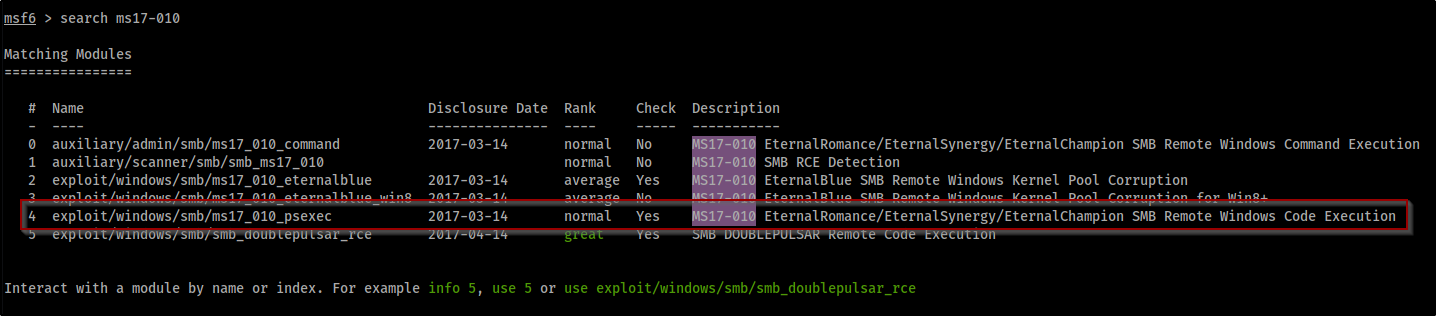 msf6 > search ms17-010
Matching Modules
================
# Name Disclosure Date Rank Check Description
- ---- --------------- ---- ----- -----------
0 auxiliary/admin/smb/ms17_010_command 2017-03-14 normal No MS17-010 EternalRomance/EternalSynergy/EternalChampion SMB Remote Windows Command Execution
1 auxiliary/scanner/smb/smb_ms17_010 normal No MS17-010 SMB RCE Detection
2 exploit/windows/smb/ms17_010_eternalblue 2017-03-14 average Yes MS17-010 EternalBlue SMB Remote Windows Kernel Pool Corruption
3 exploit/windows/smb/ms17_010_eternalblue_win8 2017-03-14 average No MS17-010 EternalBlue SMB Remote Windows Kernel Pool Corruption for Win8+
4 exploit/windows/smb/ms17_010_psexec 2017-03-14 normal Yes MS17-010 EternalRomance/EternalSynergy/EternalChampion SMB Remote Windows Code Execution
5 exploit/windows/smb/smb_doublepulsar_rce 2017-04-14 great Yes SMB DOUBLEPULSAR Remote Code Execution
Interact with a module by name or index. For example info 5, use 5 or use exploit/windows/smb/smb_doublepulsar_rce